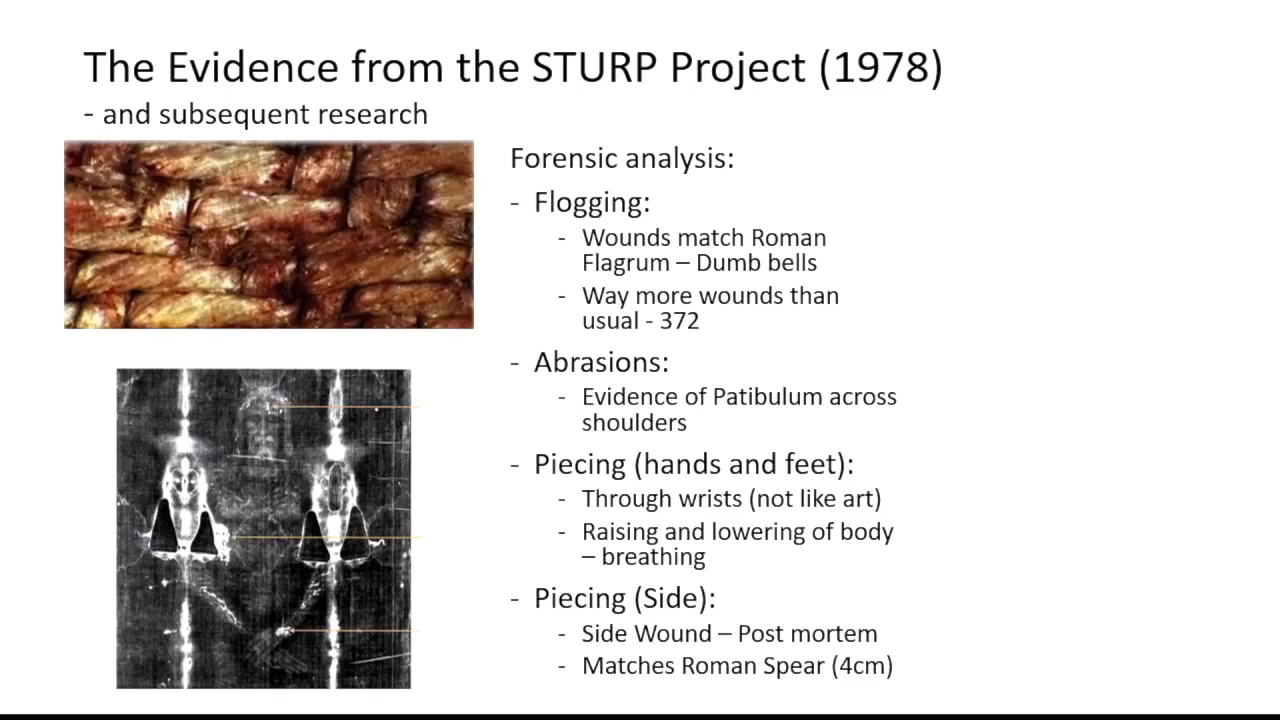 The Evidence from the STURP Project (1978)
- and subsequent research
Forensic analysis:
- Flogging:
- Wounds match Roman
Flagrum – Dumb bells
- Way more wounds than
usual - 372
- Abrasions:
- Evidence of Patibulum across
shoulders
- Piecing (hands and feet):
- Through wrists (not like art)
- Raising and lowering of body
– breathing
- Piecing (Side):
- Side Wound – Post mortem
- Matches Roman Spear (4cm)